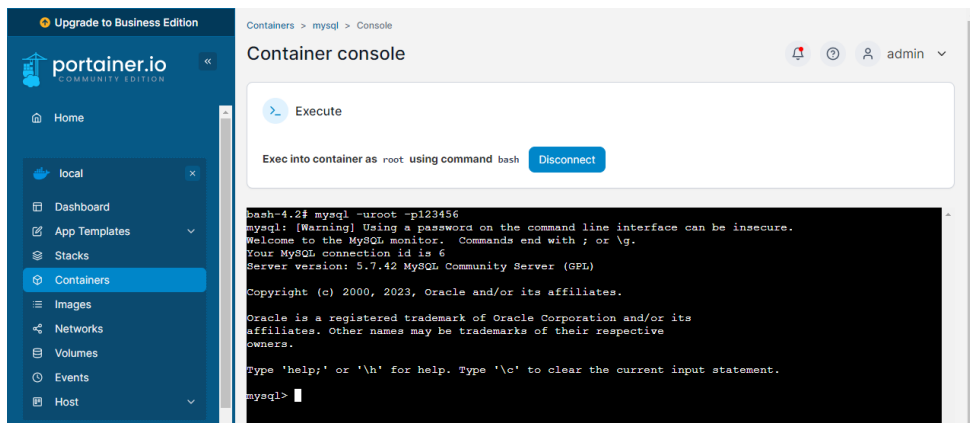 Upgrade to Business Edition
portainer.io
COMMUNITY EDITION
Home
local
Dashboard
App Templates
Stacks
Containers
Images
Networks
Volumes
Events
Host
Containers > mysql > Console
Container console
admin
Execute
Exec into container as root using command bash Disconnect
bash-4.2# mysql -uroot -p123456
mysql: [Warning] Using a password on the command line interface can be insecure.
Welcome to the MySQL monitor.  Commands end with ; or \g.
Your MySQL connection id is 6
Server version: 5.7.42 MySQL Community Server (GPL)
Copyright (c) 2000, 2023, Oracle and/or its affiliates.
Oracle is a registered trademark of Oracle Corporation and/or its
affiliates. Other names may be trademarks of their respective
owners.
Type 'help;' or '\h' for help. Type '\c' to clear the current input statement.
mysql>